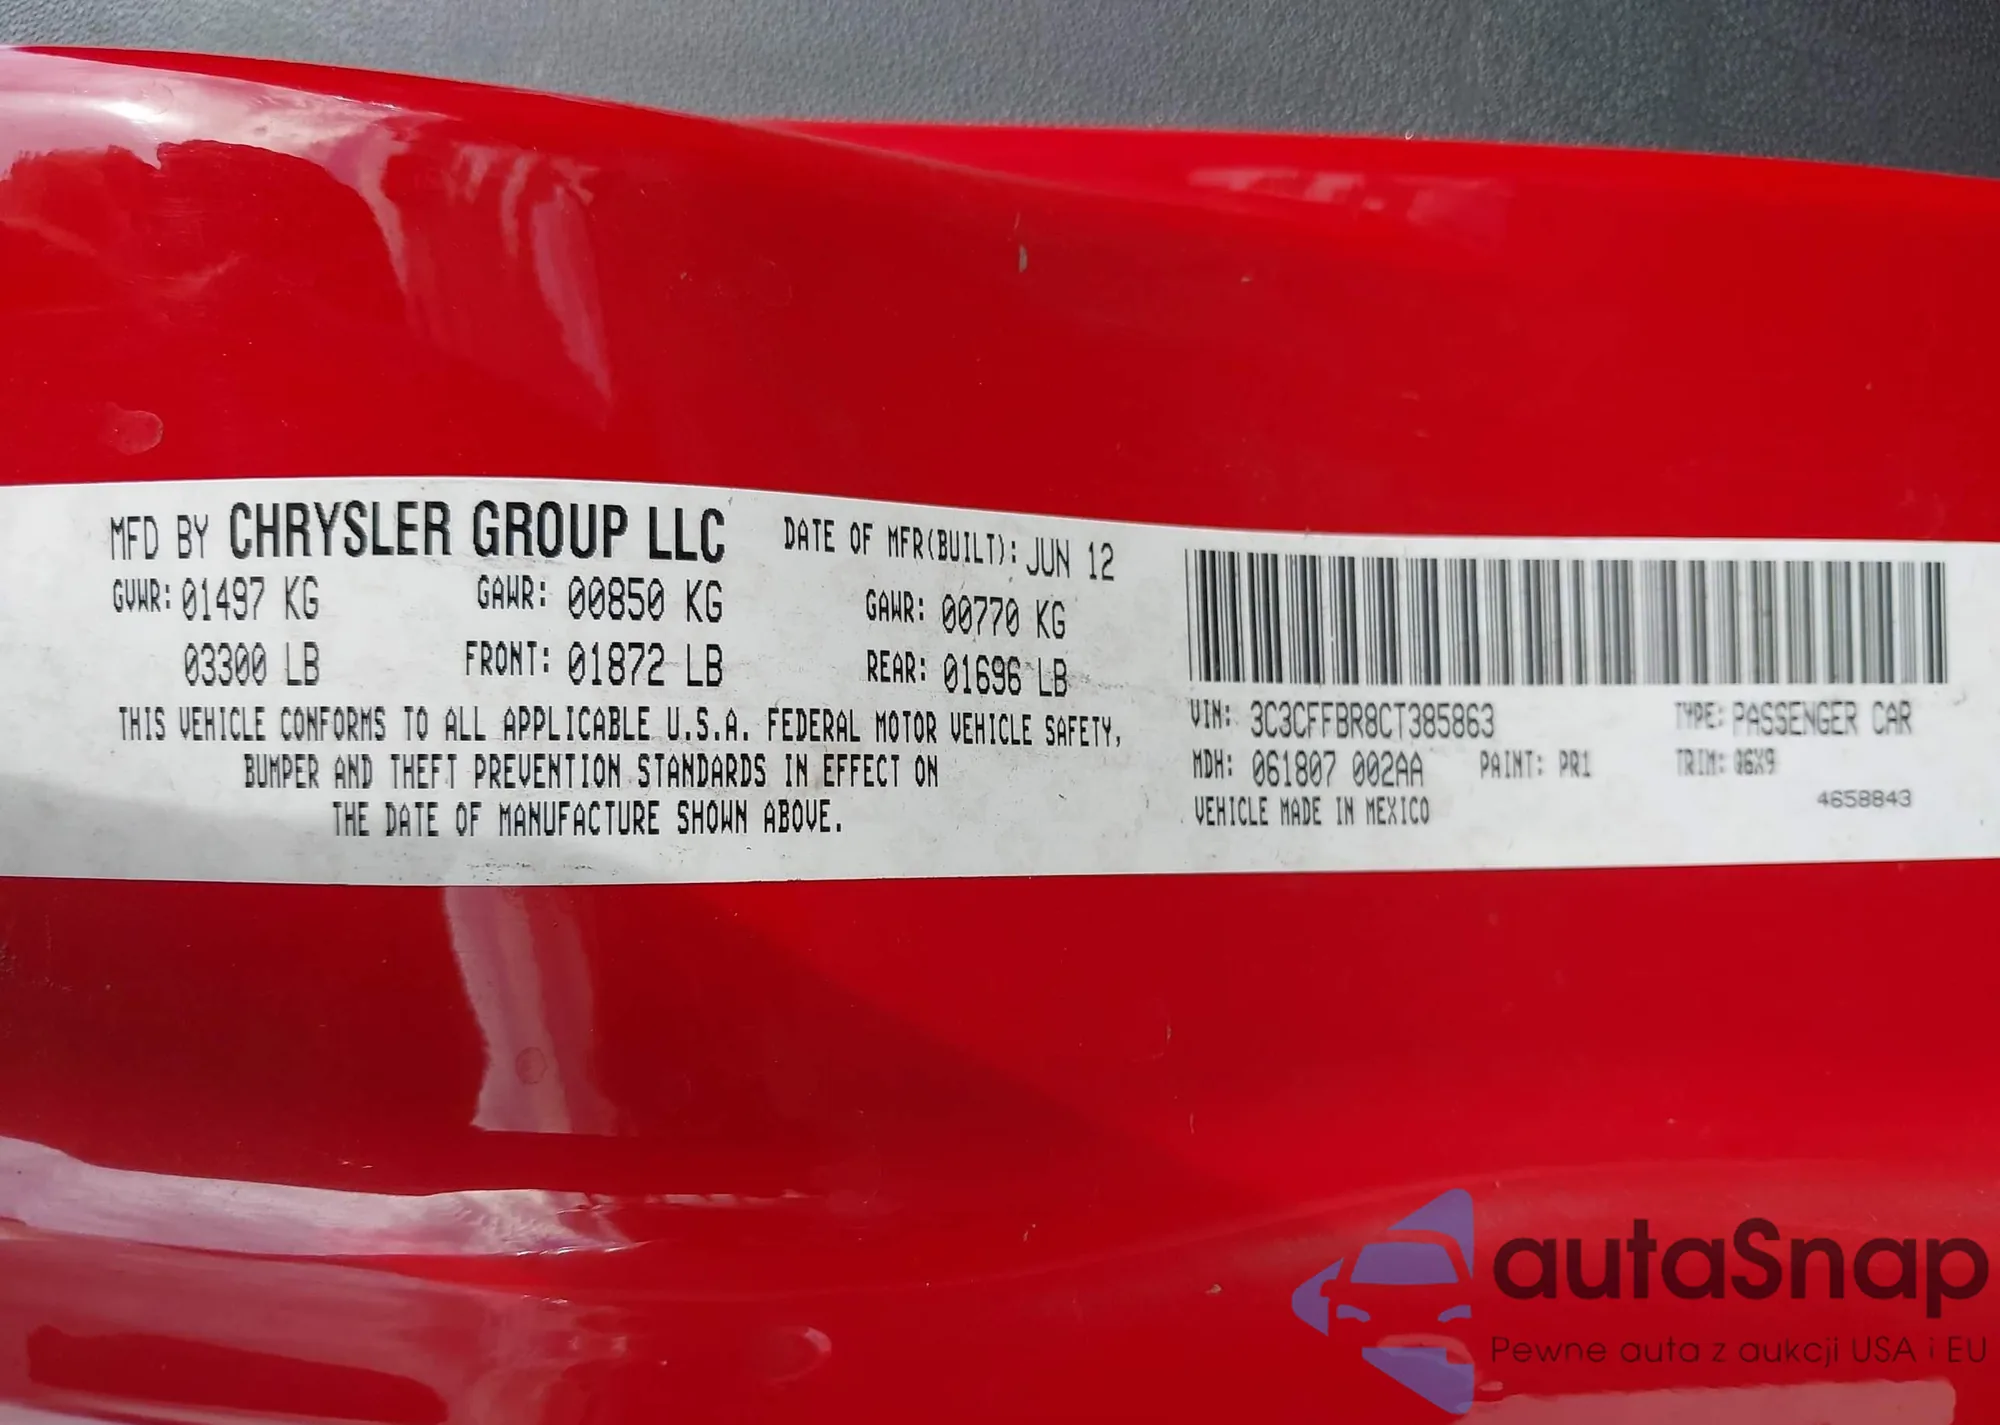 MFD BY CHRYSLER GROUP LLC DATE OF MFR(BUILT): JUN 12
GVWR: 01497 KG GAWR: 00850 KG GAWR: 00770 KG
03300 LB FRONT: 01872 LB REAR: 01696 LB
THIS VEHICLE CONFORMS TO ALL APPLICABLE U.S.A. FEDERAL MOTOR VEHICLE SAFETY,
BUMPER AND THEFT PREVENTION STANDARDS IN EFFECT ON
THE DATE OF MANUFACTURE SHOWN ABOVE.
VIN: 3C3CFFBR8CT385863 TYPE: PASSENGER CAR
MDH: 061807 002AA PAINT: PR1 TRIM: Q6X9
VEHICLE MADE IN MEXICO 4658843
autaSnap
Pewne auta z aukcji USA i EU